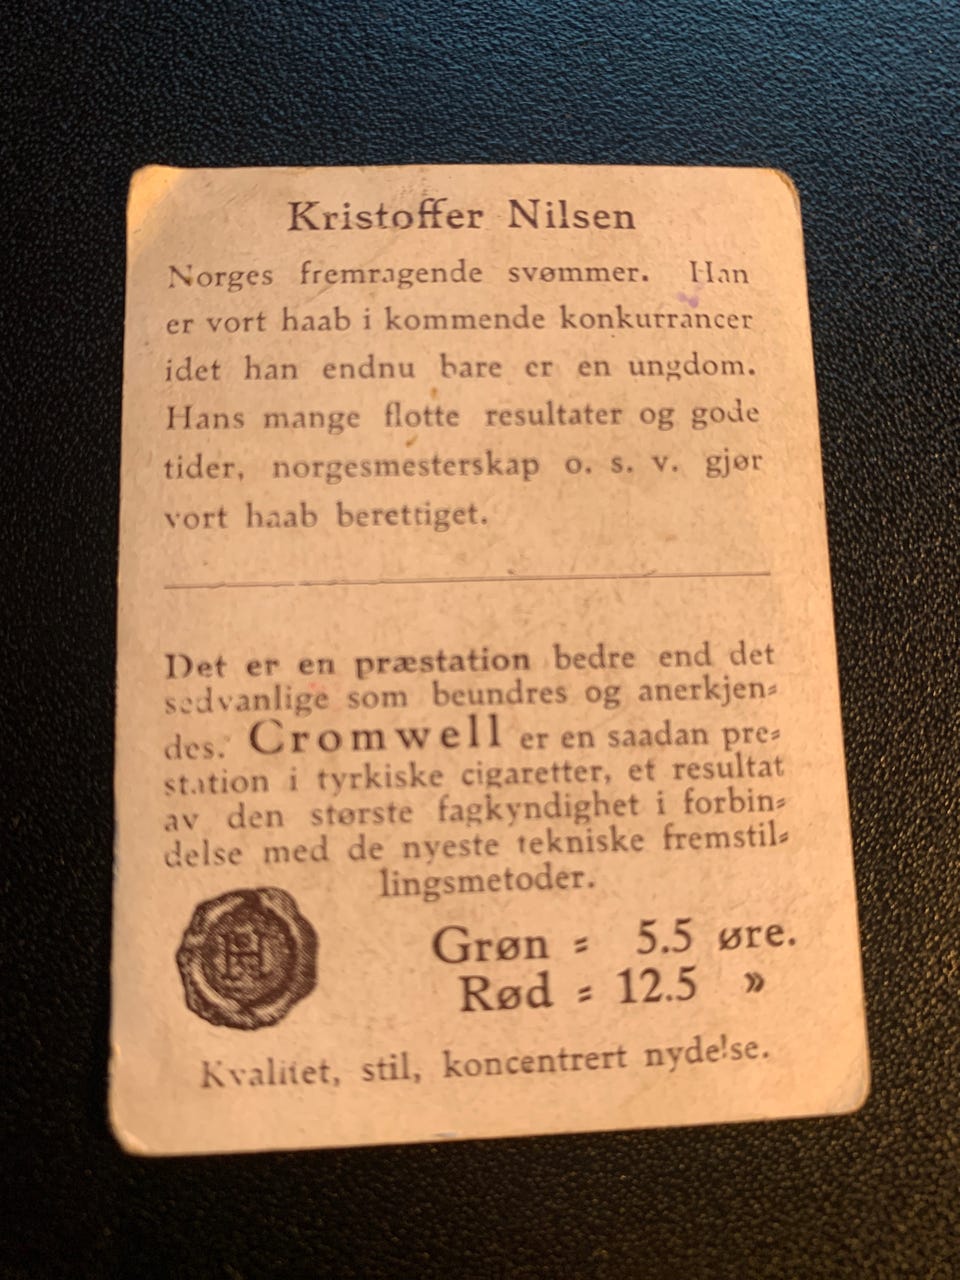 Kristoffer Nilsen
Norges fremragende svømmer. Han
er vort haab i kommende konkurrancer
idet han endnu bare er en ungdom.
Hans mange flotte resultater og gode
tider, norgesmesterskap o. s. v. gjør
vort haab berettiget.
Det er en præstation bedre end det
sedvanlige som beundres og anerkjen-
des. Cromwell er en saadan pre-
station i tyrkiske cigaretter, et resultat
av den største fagkyndighet i forbin-
delse med de nyeste tekniske fremstil-
lingsmetoder.
H
Grøn - 5.5 øre.
Rød - 12.5 »
Kvalitet, stil, koncentrert nydelse.